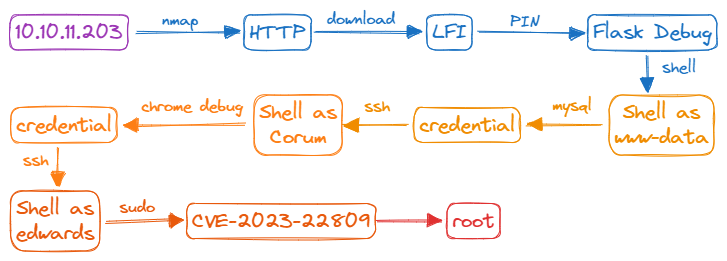 10.10.11.203
nmap
HTTP
download
LFI
PIN
Flask Debug
shell
Shell as
www-data
mysql
credential
ssh
Shell as
Corum
chrome debug
credential
ssh
Shell as
edwards
sudo
CVE-2023-22809
root